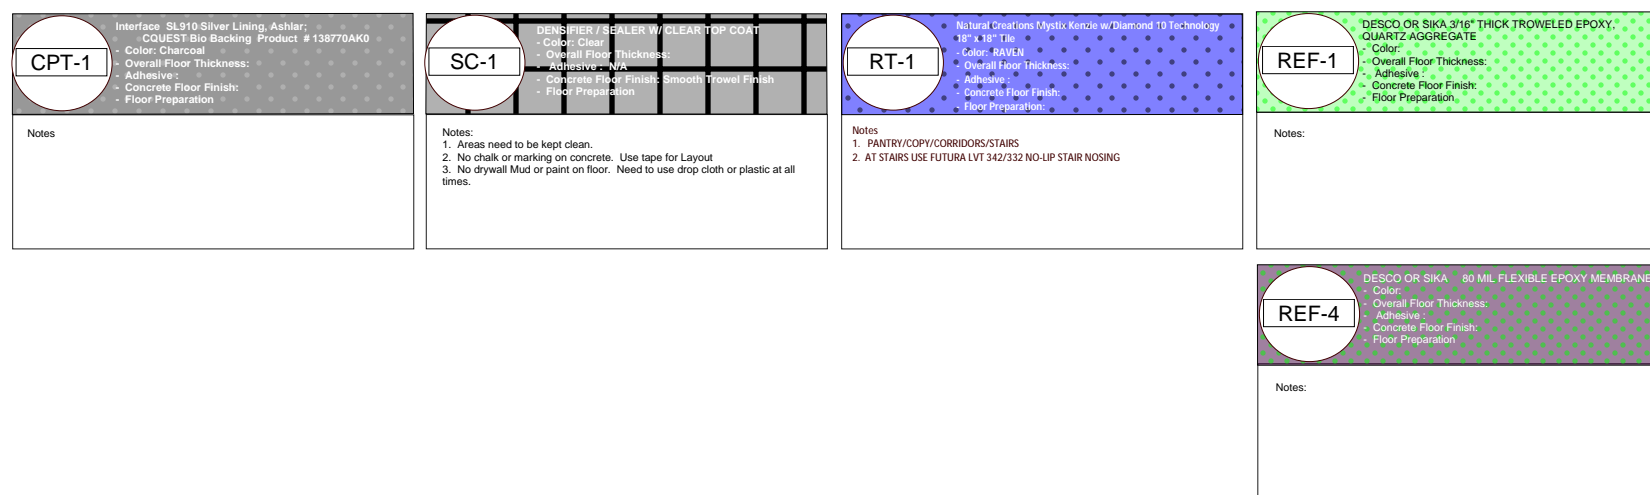 CPT-1
Interface SL910 Silver Lining, Ashlar;
CQUEST Bio Backing Product # 138770AK0
- Color: Charcoal
- Overall Floor Thickness:
- Adhesive :
- Concrete Floor Finish:
- Floor Preparation
Notes
SC-1
DENSIFIER / SEALER W/ CLEAR TOP COAT
- Color: Clear
- Overall Floor Thickness:
- Adhesive : N/A
- Concrete Floor Finish: Smooth Trowel Finish
- Floor Preparation
Notes:
1. Areas need to be kept clean.
2. No chalk or marking on concrete. Use tape for Layout
3. No drywall Mud or paint on floor. Need to use drop cloth or plastic at all
times.
RT-1
Natural Creations Mystix Kenzie w/Diamond 10 Technology
18" x 18" Tile
- Color: RAVEN
- Overall Floor Thickness:
- Adhesive :
- Concrete Floor Finish:
- Floor Preparation:
Notes
1. PANTRY/COPY/CORRIDORS/STAIRS
2. AT STAIRS USE FUTURA LVT 342/332 NO-LIP STAIR NOSING
REF-1
DESCO OR SIKA 3/16" THICK TROWELED EPOXY,
QUARTZ AGGREGATE
- Color:
- Overall Floor Thickness:
- Adhesive :
- Concrete Floor Finish:
- Floor Preparation
Notes:
REF-4
DESCO OR SIKA 80 MIL FLEXIBLE EPOXY MEMBRANE
- Color:
- Overall Floor Thickness:
- Adhesive :
- Concrete Floor Finish:
- Floor Preparation
Notes: